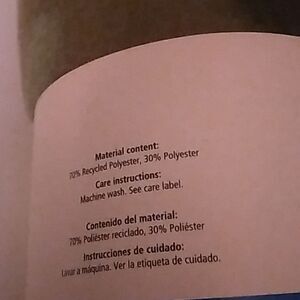 Material content:
70% Recycled Polyester, 30% Polyester
Care instructions:
Machine wash. See care label.
Contenido del material:
70% Poliéster reciclado, 30% Poliéster
Instrucciones de cuidado:
Lavar a máquina. Ver la etiqueta de cuidado.